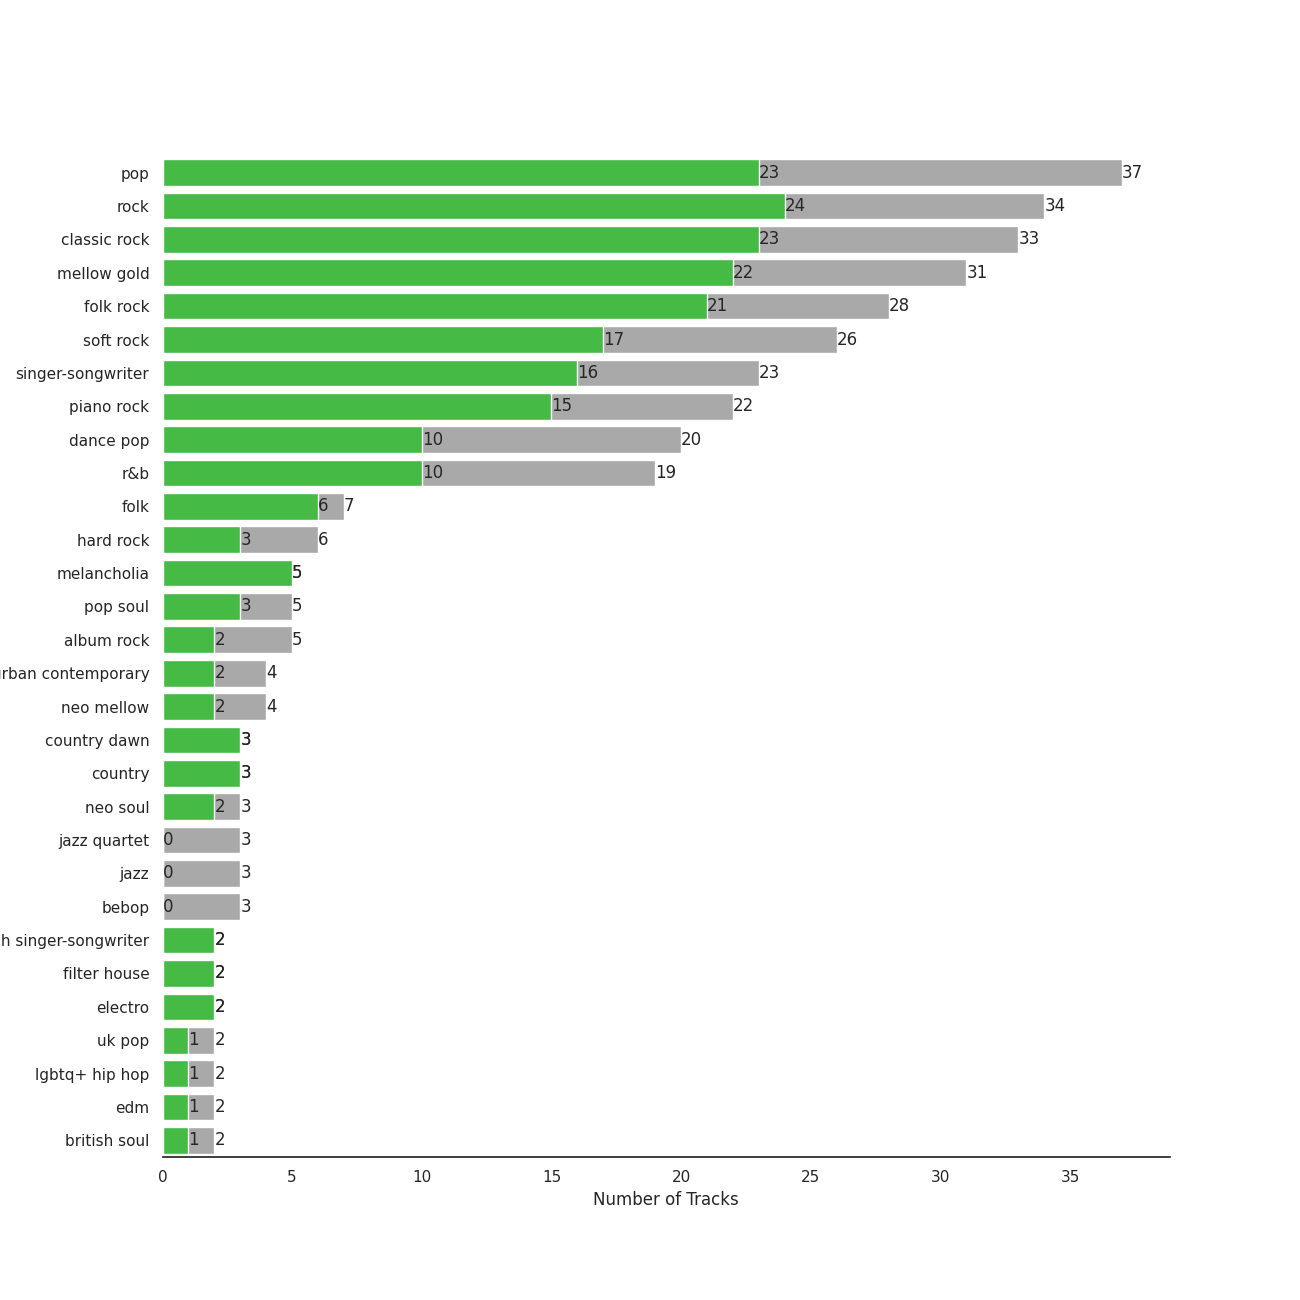 pop 23 37
rock 24 34
classic rock 23 33
mellow gold 22 31
folk rock 21 28
soft rock 17 26
singer-songwriter 16 23
piano rock 15 22
dance pop 10 20
r&b 10 19
folk 6 7
hard rock 3 6
melancholia 5
pop soul 3 5
album rock 2 5
contemporary 2 4
neo mellow 2 4
country dawn 3
country 3
neo soul 2 3
jazz quartet 0 3
jazz 0 3
bebop 0 3
singer-songwriter 2
filter house 2
electro 2
uk pop 1 2
lgbtq+ hip hop 1 2
edm 1 2
british soul 1 2
0 5 10 15 20 25 30 35
Number of Tracks